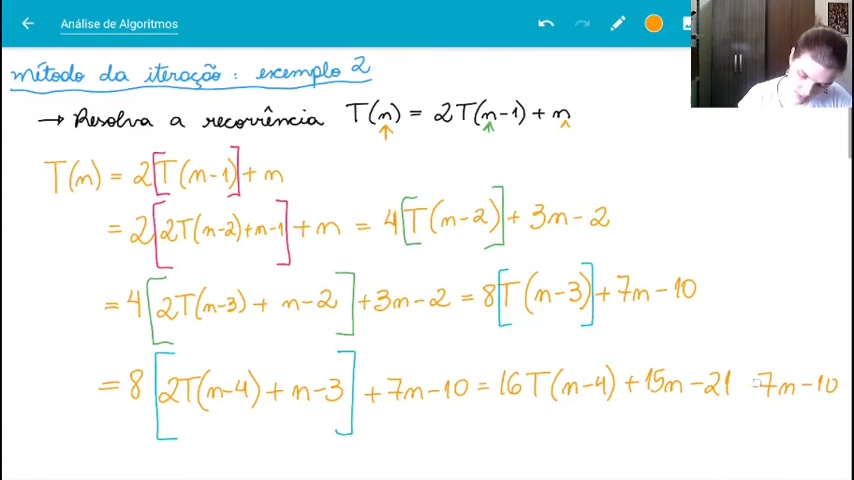 Análise de Algoritmos
método da iteração: exemplo 2
→ Resolva a recorrência T(n) = 2T(n-1) + n
T(n) = 2[T(n-1)] + n
= 2[2T(n-2)+n-1] + n = 4[T(n-2)] + 3n - 2
= 4[2T(n-3) + n-2] + 3n - 2 = 8[T(n-3)] + 7n - 10
= 8[2T(n-4) + n-3] + 7n - 10 = 16T(n-4) + 15n - 21 7n - 10